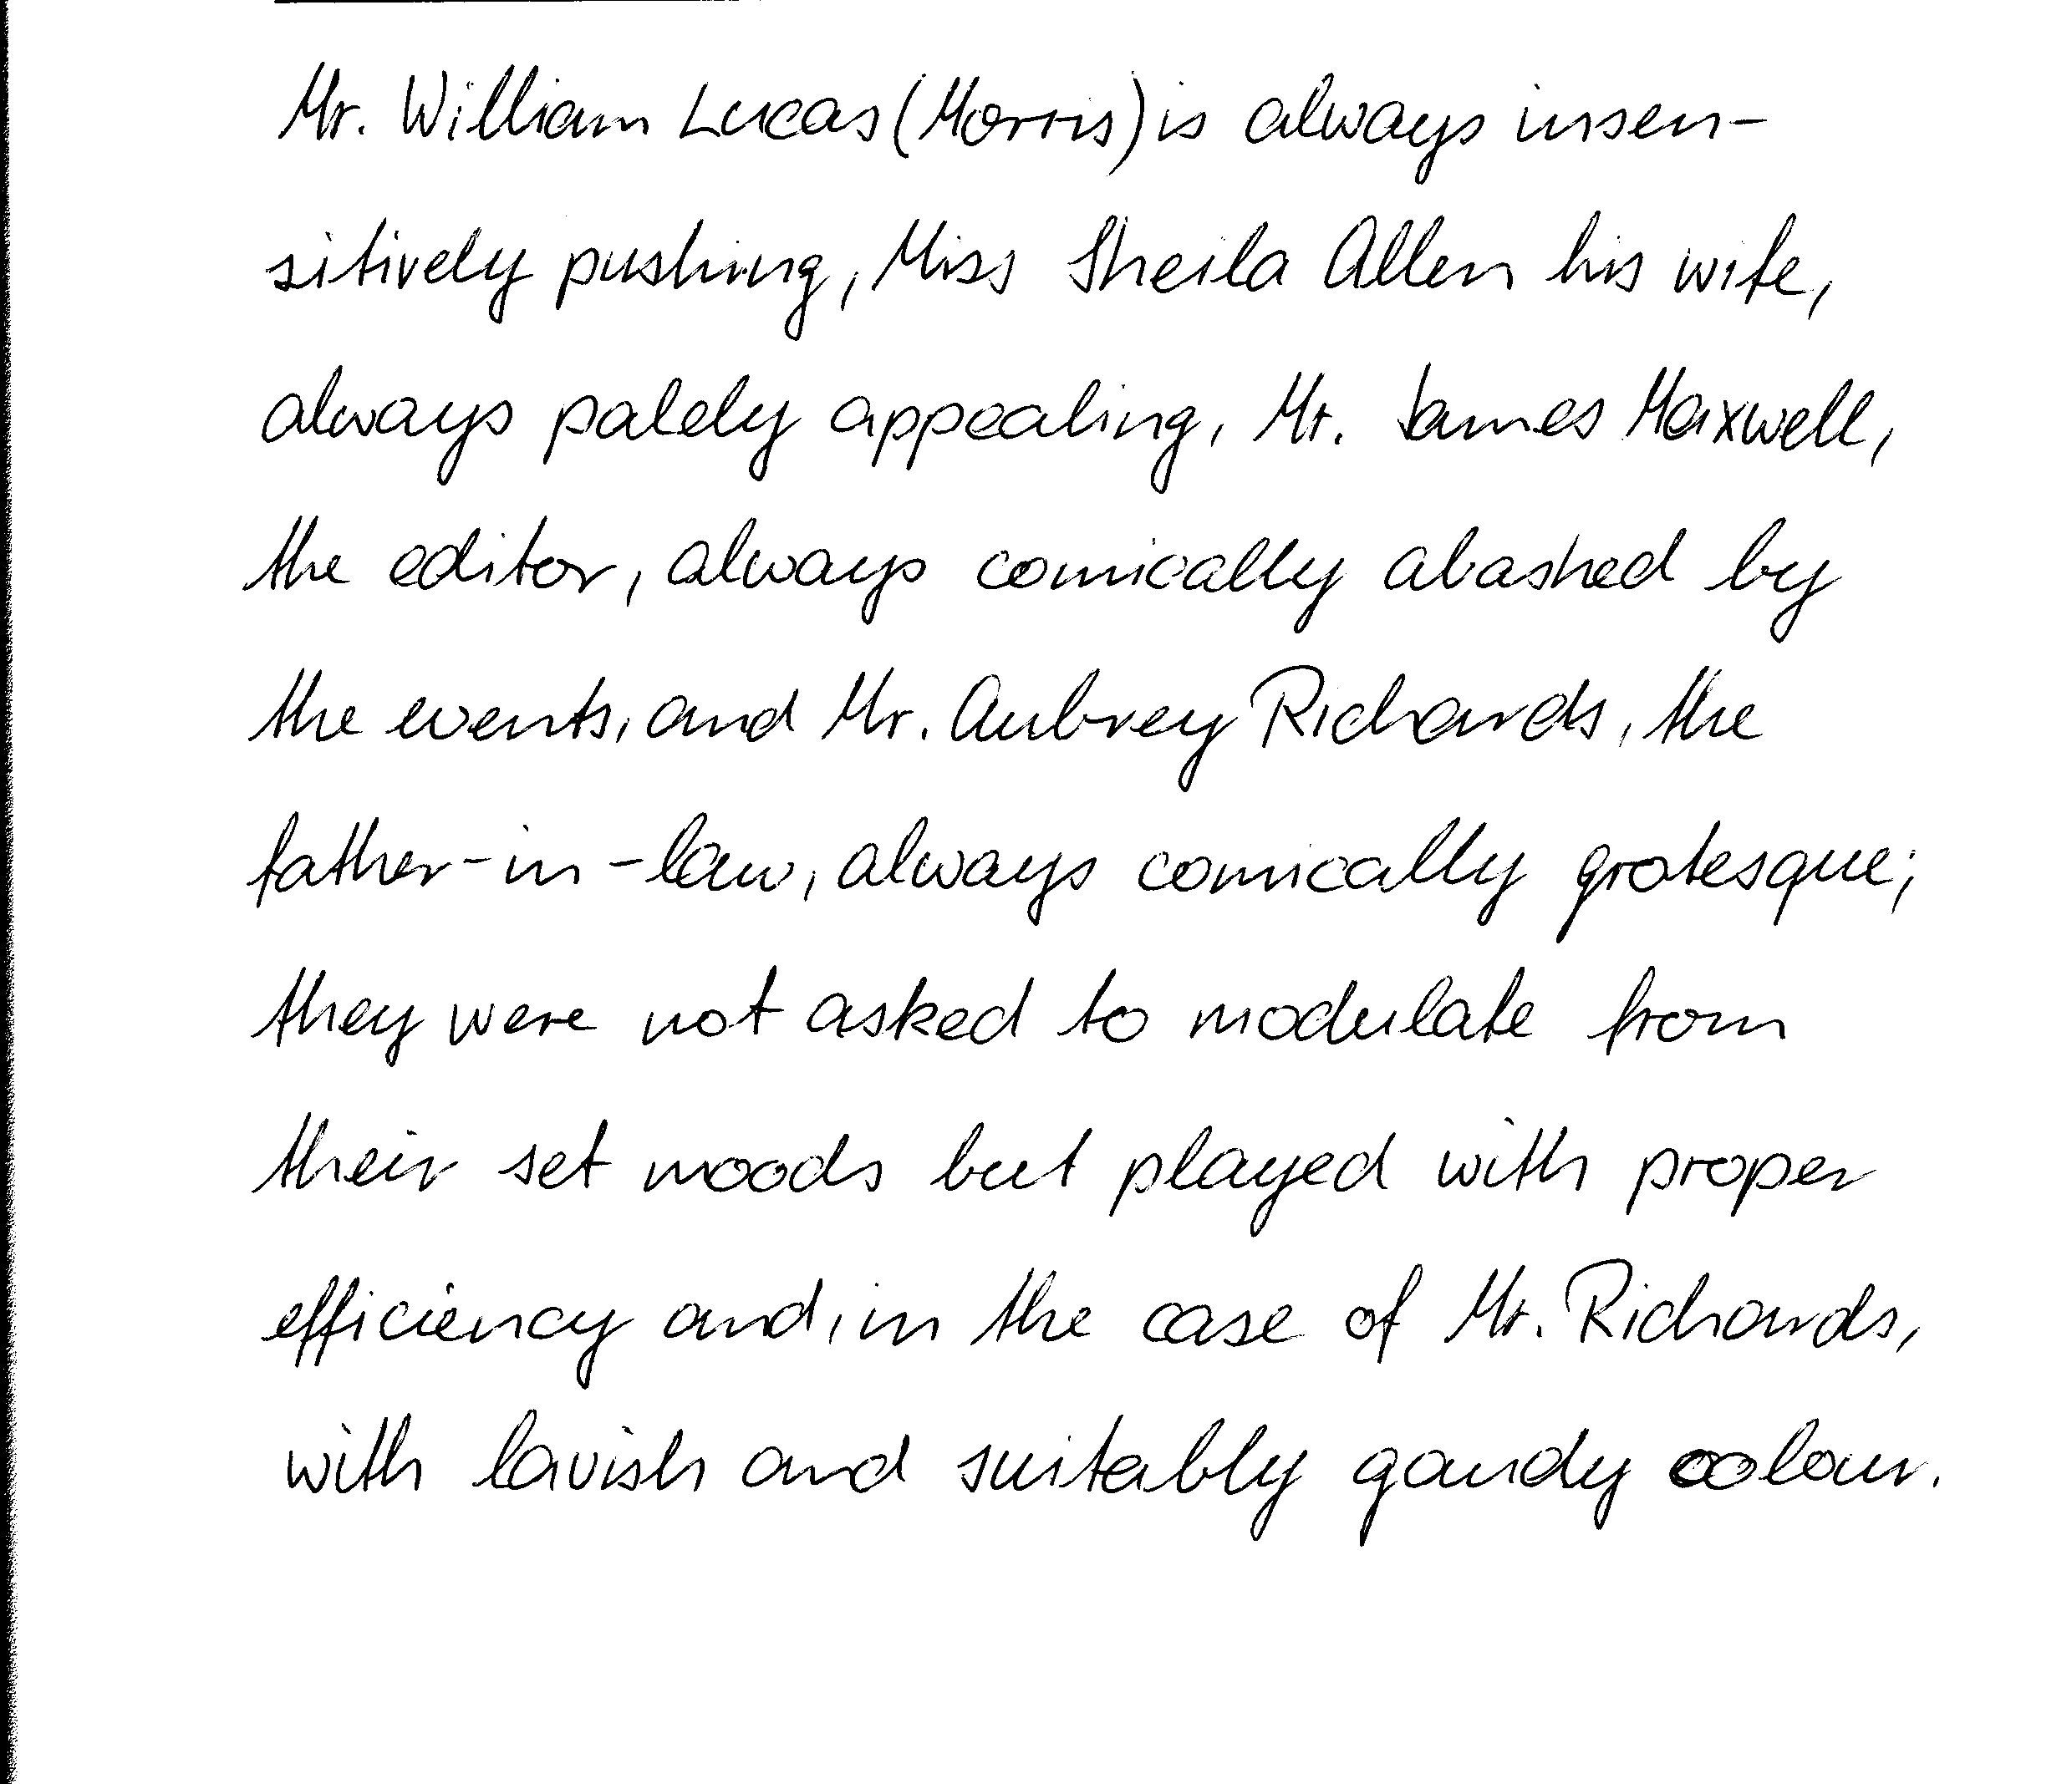 Mr. William Lucas (Morris) is always insen-
sitively pushing, Miss Sheila Allen his wife,
always palely appealing, Mr. James Maxwell,
the editor, always comically abashed by
the events, and Mr. Aubrey Richards, the
father-in-law, always comically grotesque;
they were not asked to modulate from
their set moods but played with proper
efficiency and, in the case of Mr. Richards,
with lavish and suitably gaudy colour.